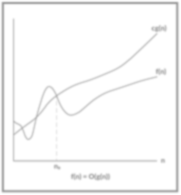 cg(n)
f(n)
n₀
n
f(n) = O(g(n))